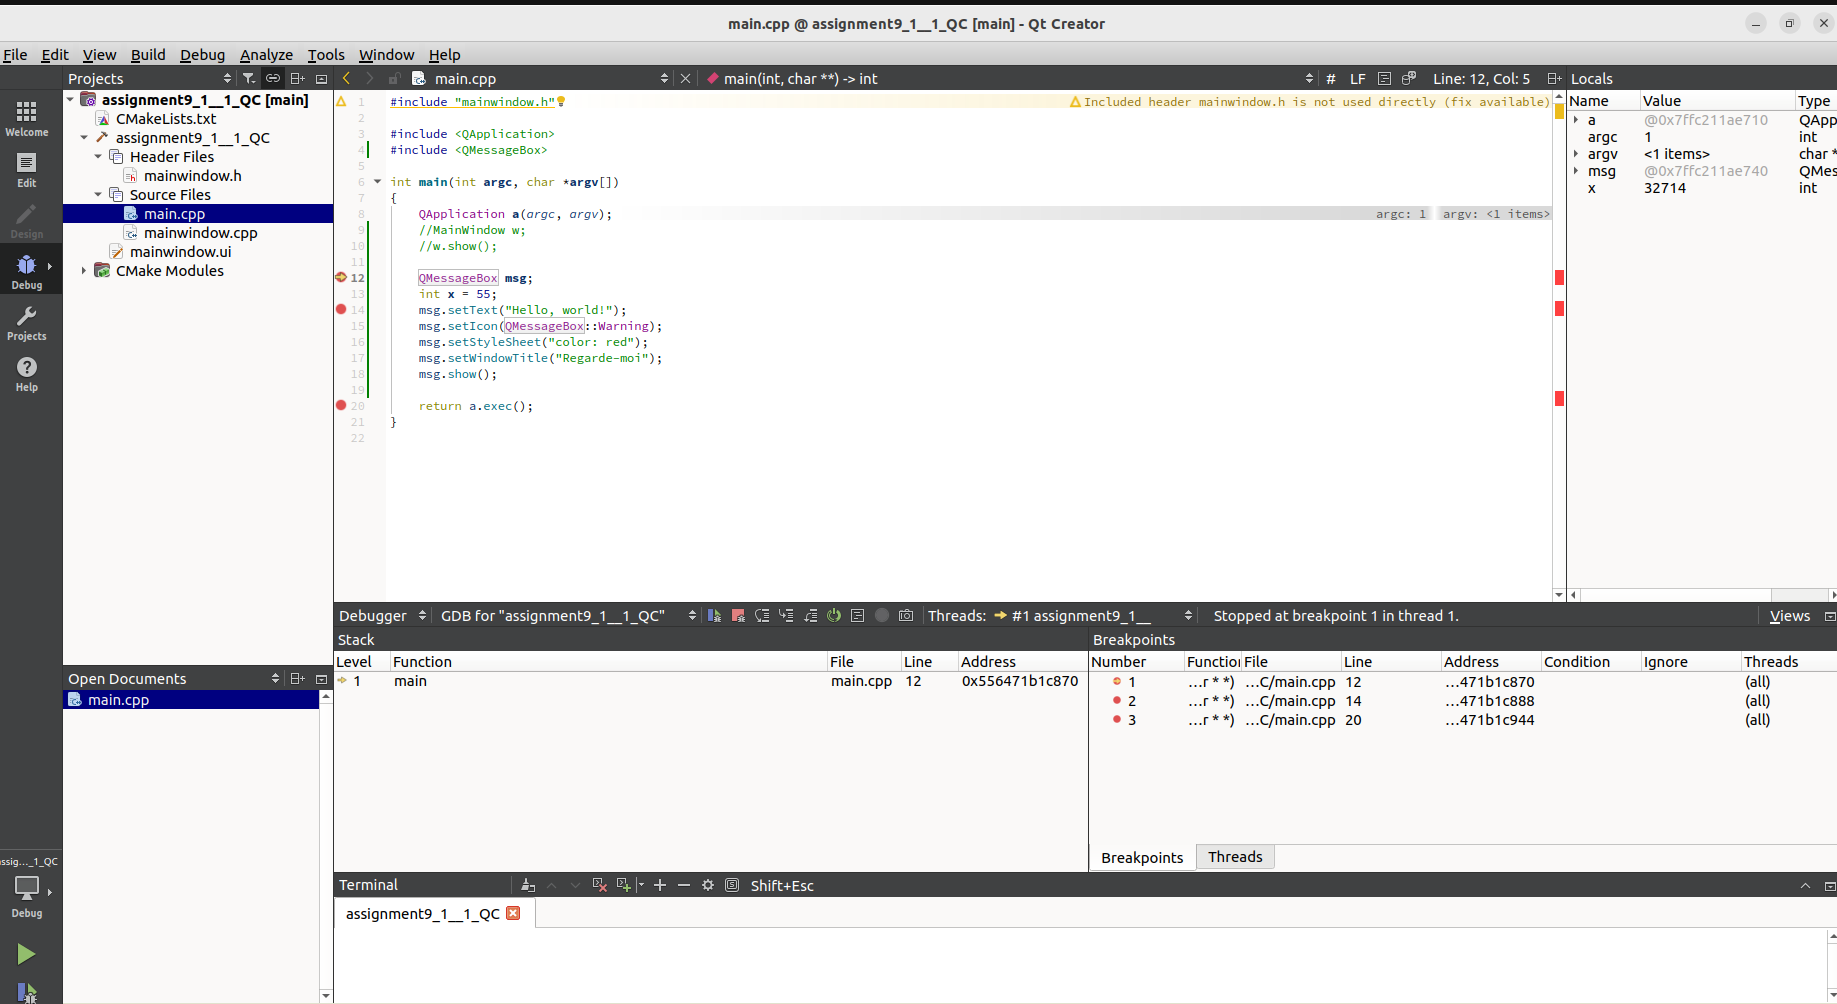 main.cpp @ assignment9_1__1_QC [main] - Qt Creator
File Edit View Build Debug Analyze Tools Window Help
Projects
main.cpp
main(int, char **) -> int
# LF Line: 12, Col: 5
Locals
Welcome
Edit
Design
Debug
Projects
Help
assignment9_1__1_QC [main]
CMakeLists.txt
assignment9_1__1_QC
Header Files
mainwindow.h
Source Files
main.cpp
mainwindow.cpp
mainwindow.ui
CMake Modules
1 #include "mainwindow.h" Included header mainwindow.h is not used directly (fix available)
2
3 #include <QApplication>
4 #include <QMessageBox>
5
6 int main(int argc, char *argv[])
7 {
8 QApplication a(argc, argv); argc: 1 argv: <1 items>
9 //MainWindow w;
10 //w.show();
11
12 QMessageBox msg;
13 int x = 55;
14 msg.setText("Hello, world!");
15 msg.setIcon(QMessageBox::Warning);
16 msg.setStyleSheet("color: red");
17 msg.setWindowTitle("Regarde-moi");
18 msg.show();
19
20 return a.exec();
21 }
22
Name Value Type
a @0x7ffc211ae710 QApp
argc 1 int
argv <1 items> char *
msg @0x7ffc211ae740 QMes
x 32714 int
Debugger GDB for "assignment9_1__1_QC" Threads: #1 assignment9_1__ Stopped at breakpoint 1 in thread 1. Views
Stack
Level Function File Line Address
1 main main.cpp 12 0x556471b1c870
Breakpoints
Number Function File Line Address Condition Ignore Threads
1 ...r * *) ...C/main.cpp 12 ...471b1c870 (all)
2 ...r * *) ...C/main.cpp 14 ...471b1c888 (all)
3 ...r * *) ...C/main.cpp 20 ...471b1c944 (all)
Breakpoints Threads
Open Documents
main.cpp
Terminal Shift+Esc
assignment9_1__1_QC
assig..._1_QC
Debug